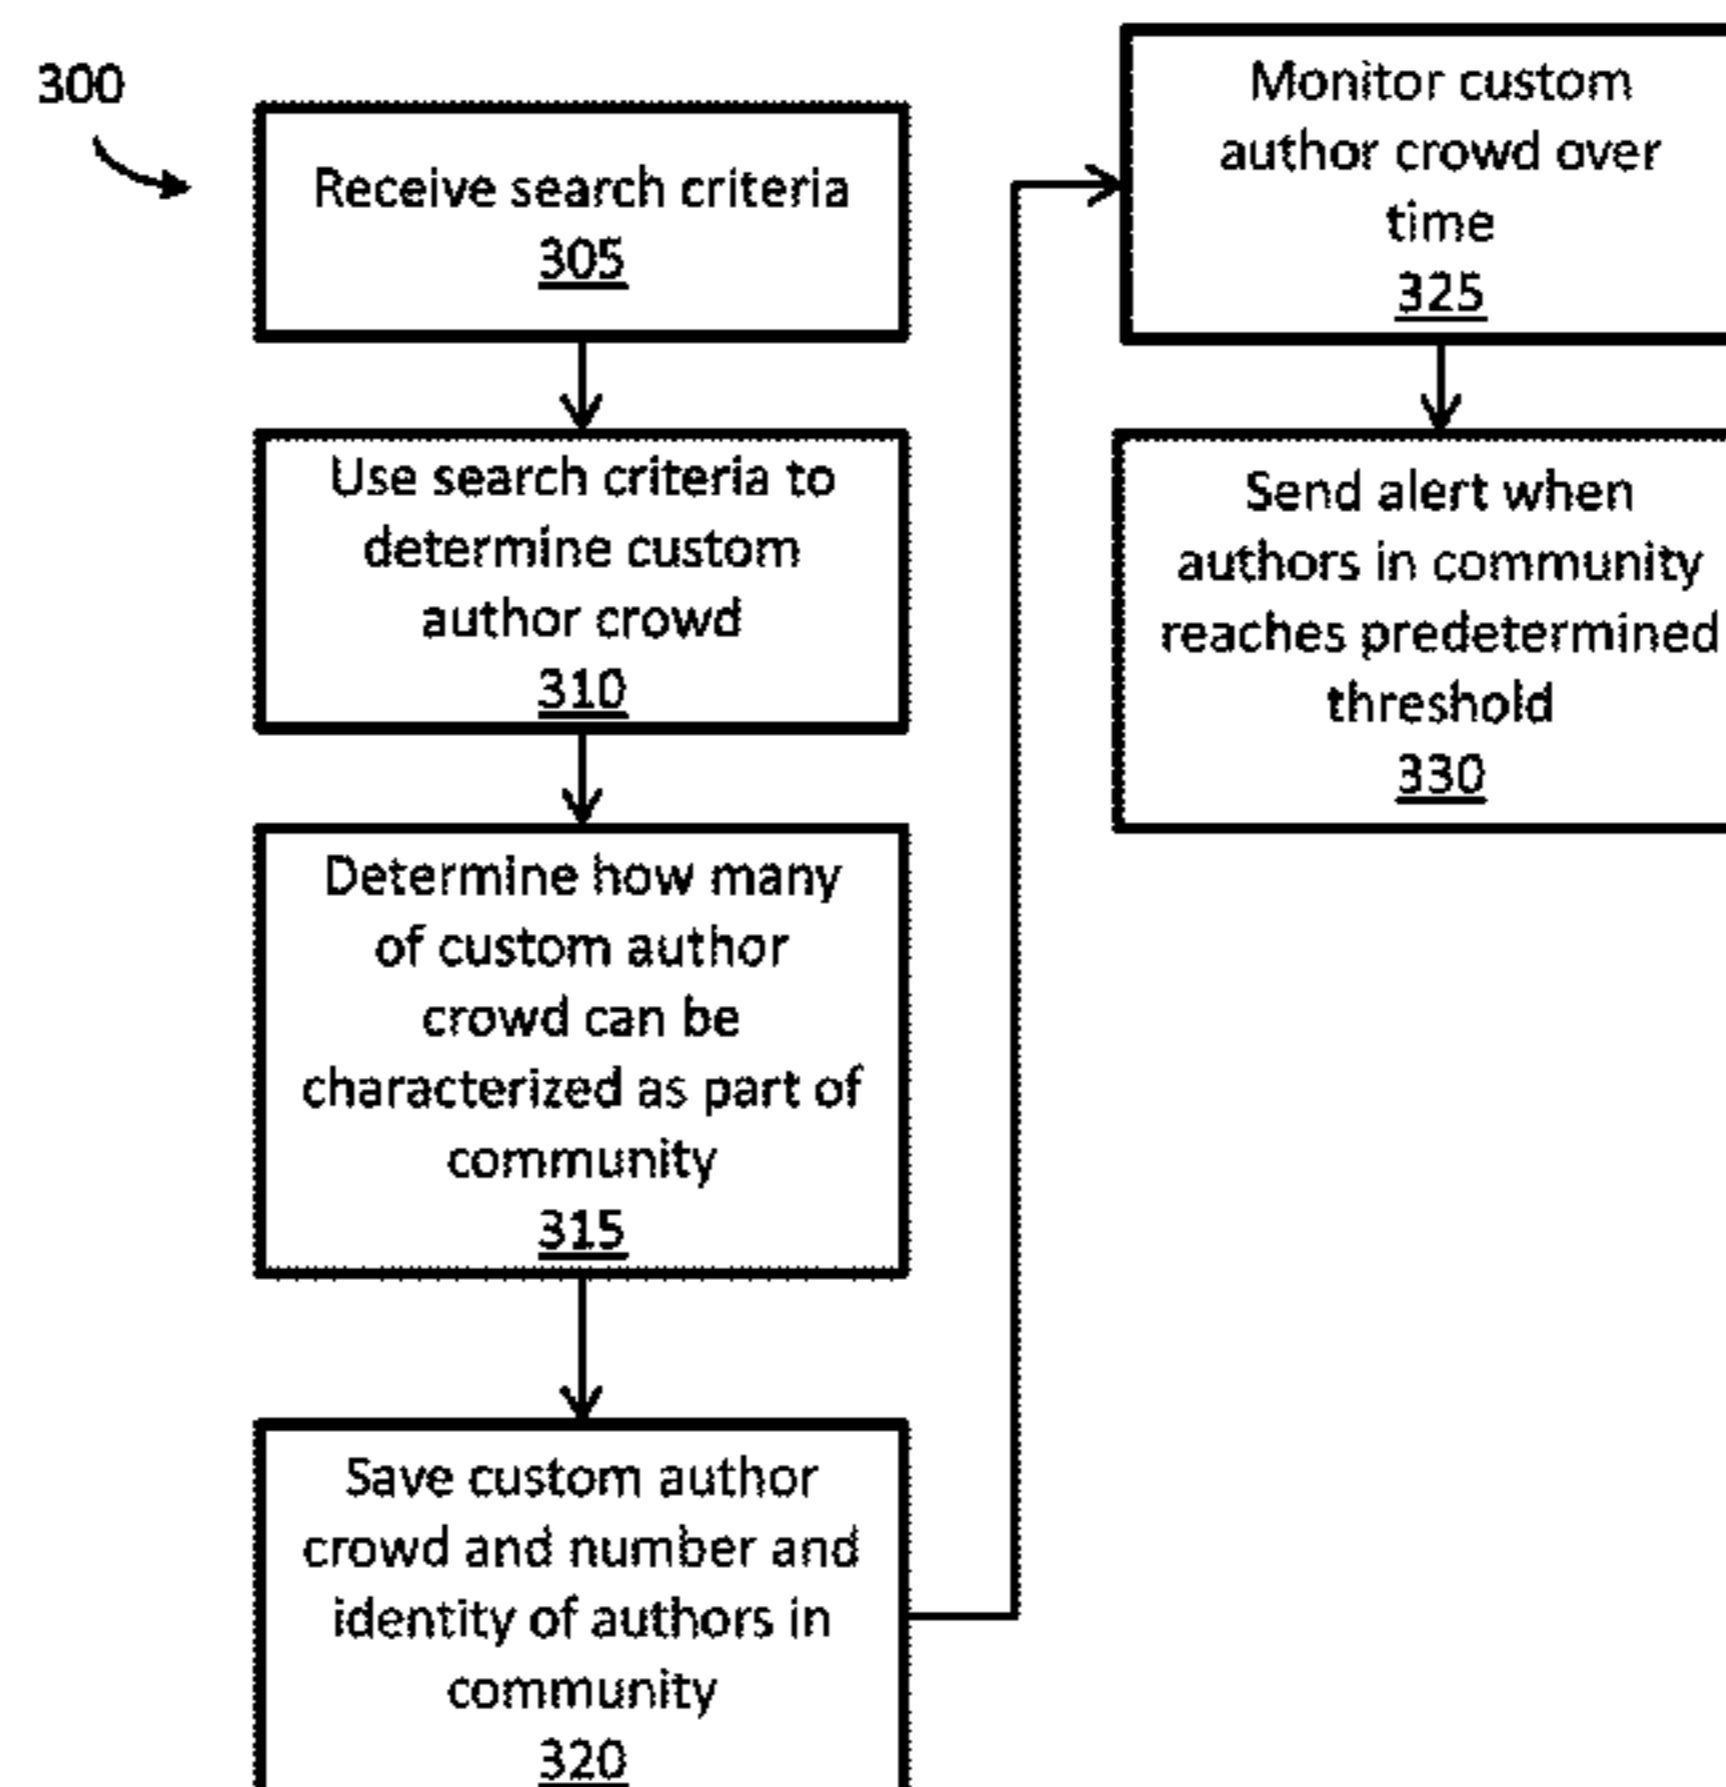 300
Receive search criteria
305
Use search criteria to
determine custom
author crowd
310
Determine how many
of custom author
crowd can be
characterized as part of
community
315
Save custom author
crowd and number and
identity of authors in
community
320
Monitor custom
author crowd over
time
325
Send alert when
authors in community
reaches predetermined
threshold
330